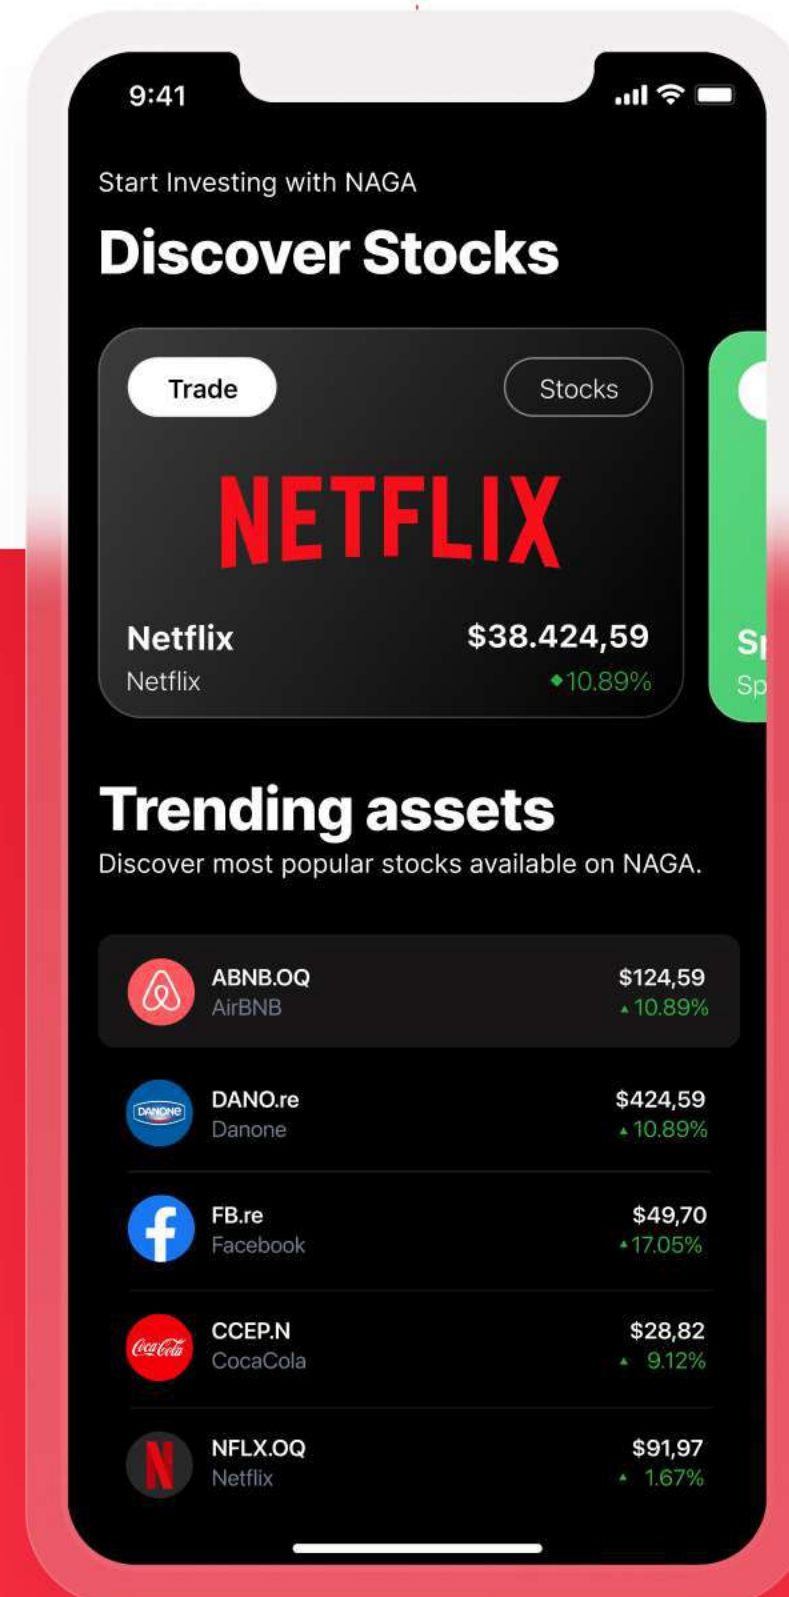 9:41
Start Investing with NAGA
Discover Stocks
Trade
Stocks
NETFLIX
Netflix
$38.424,59
Netflix
10.89%
Sp
Trending assets
Discover most popular stocks available on NAGA.
ABNB.OQ
$124,59
AirBNB
10.89%
DANONE
DANO.re
$424,59
Danone
10.89%
FB.re
$49,70
Facebook
17.05%
Coca-Cola
CCEP.N
$28,82
CocaCola
9.12%
N
NFLX.OQ
$91,97
Netflix
1.67%